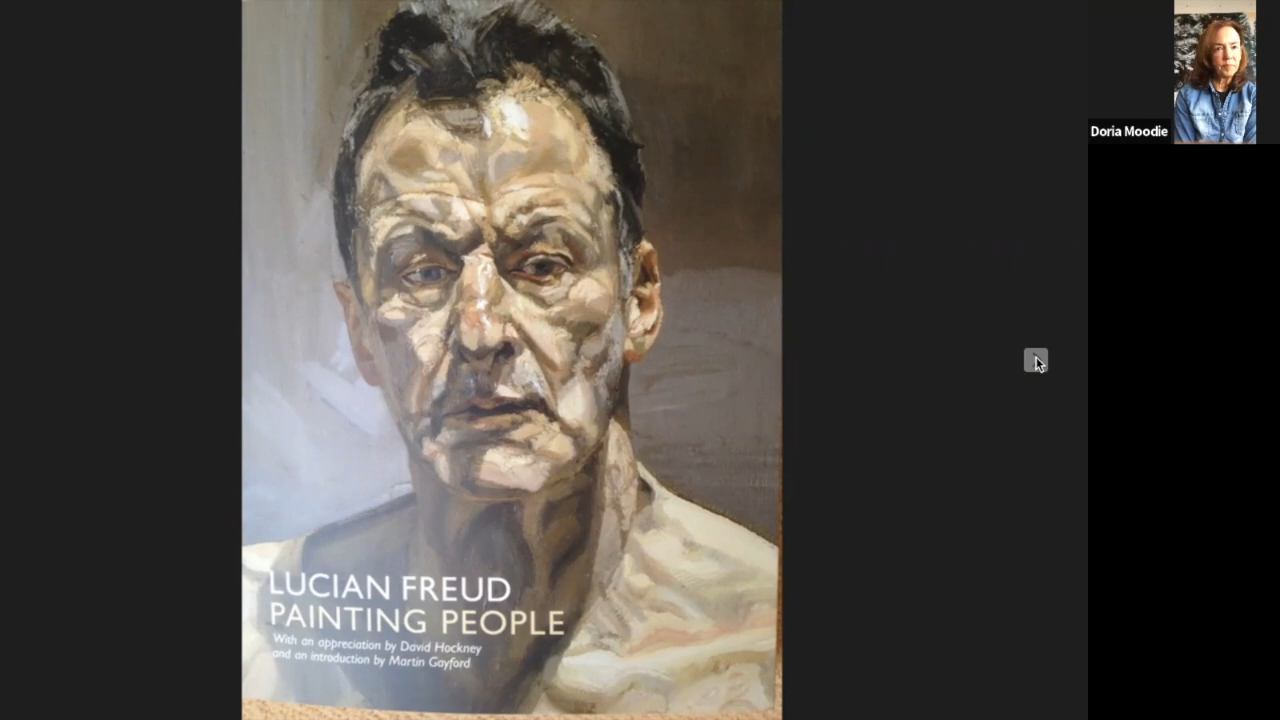 LUCIAN FREUD
PAINTING PEOPLE
With an appreciation by David Hockney
and an introduction by Martin Gayford
Doria Moodie